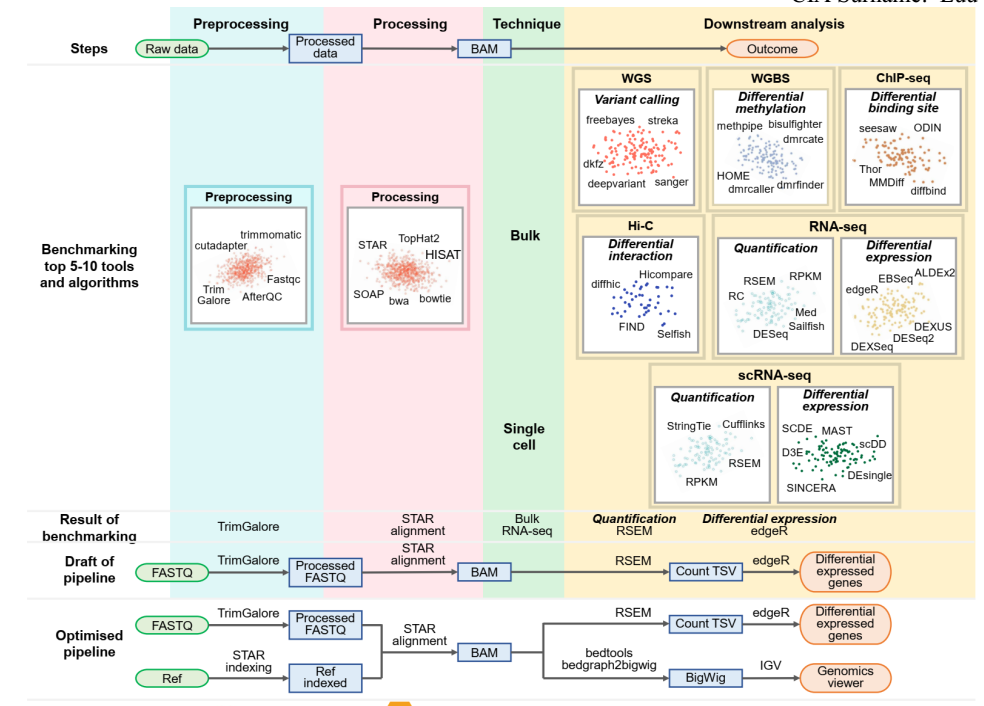 Preprocessing Processing Technique Downstream analysis
Steps Raw data Processed data BAM Outcome
WGS
Variant calling
freebayes streka
dkfz
deepvariant sanger
WGBS
Differential
methylation
methpipe bisulfighter
dmrcate
HOME
dmrcaller dmrfinder
ChIP-seq
Differential
binding site
seesaw ODIN
Thor
MMDiff
diffbind
Benchmarking
top 5-10 tools
and algorithms
Preprocessing
trimmomatic
cutadapter
Fastqc
Trim
Galore AfterQC
Processing
TopHat2
STAR
HISAT
SOAP bwa bowtie
Bulk
Hi-C
Differential
interaction
Hicompare
diffhic
FIND
Selfish
RNA-seq
Quantification
RSEM RPKM
RC
Med
Sailfish
DESeq
Differential
expression
ALDEx2
EBSeq
edgeR
DEXUS
DESeq2
DEXSeq
Single
cell
scRNA-seq
Quantification
StringTie Cufflinks
RSEM
RPKM
Differential
expression
SCDE MAST
scDD
D3E
DEsingle
SINCERA
Result of
benchmarking
TrimGalore
STAR
alignment
Bulk
RNA-seq
Quantification Differential expression
RSEM edgeR
Draft of
pipeline
FASTQ
TrimGalore
Processed
FASTQ
STAR
alignment
BAM
RSEM
Count TSV
edgeR
Differential
expressed
genes
Optimised
pipeline
FASTQ
TrimGalore
Processed
FASTQ
Ref
STAR
indexing
Ref
indexed
STAR
alignment
BAM
RSEM
Count TSV
edgeR
Differential
expressed
genes
bedtools
bedgraph2bigwig
BigWig
IGV
Genomics
viewer